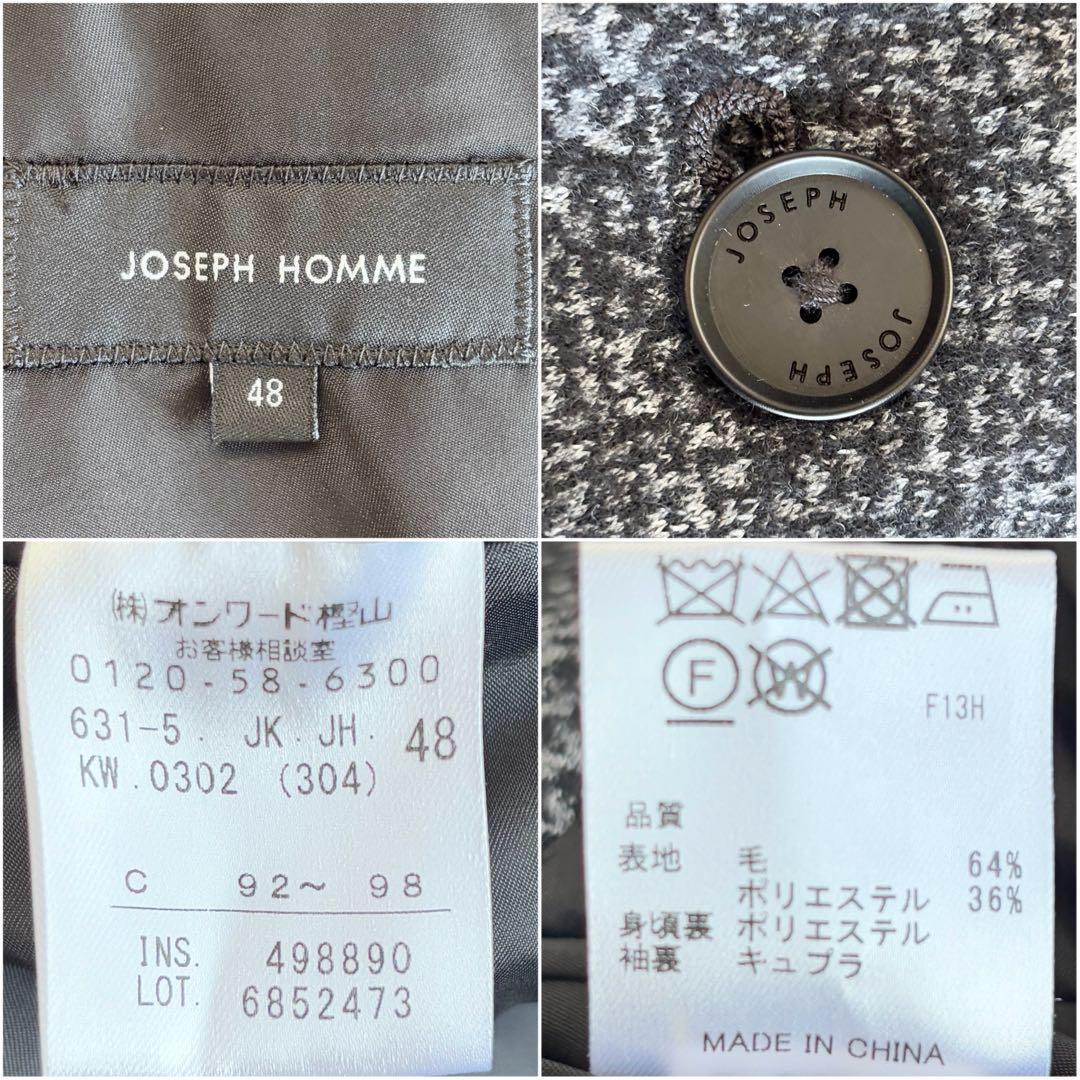 JOSEPH HOMME
48
JOSEPH
JOSEPH
(株)オンワード樫山
お客様相談室
0120-58-6300
631-5. JK.JH. 48
KW.0302 (304)
C 92~ 98
INS. 498890
LOT. 6852473
F
W
F13H
品質
表地 毛 64%
ポリエステル 36%
身頃裏 ポリエステル
袖裏 キュプラ
MADE IN CHINA